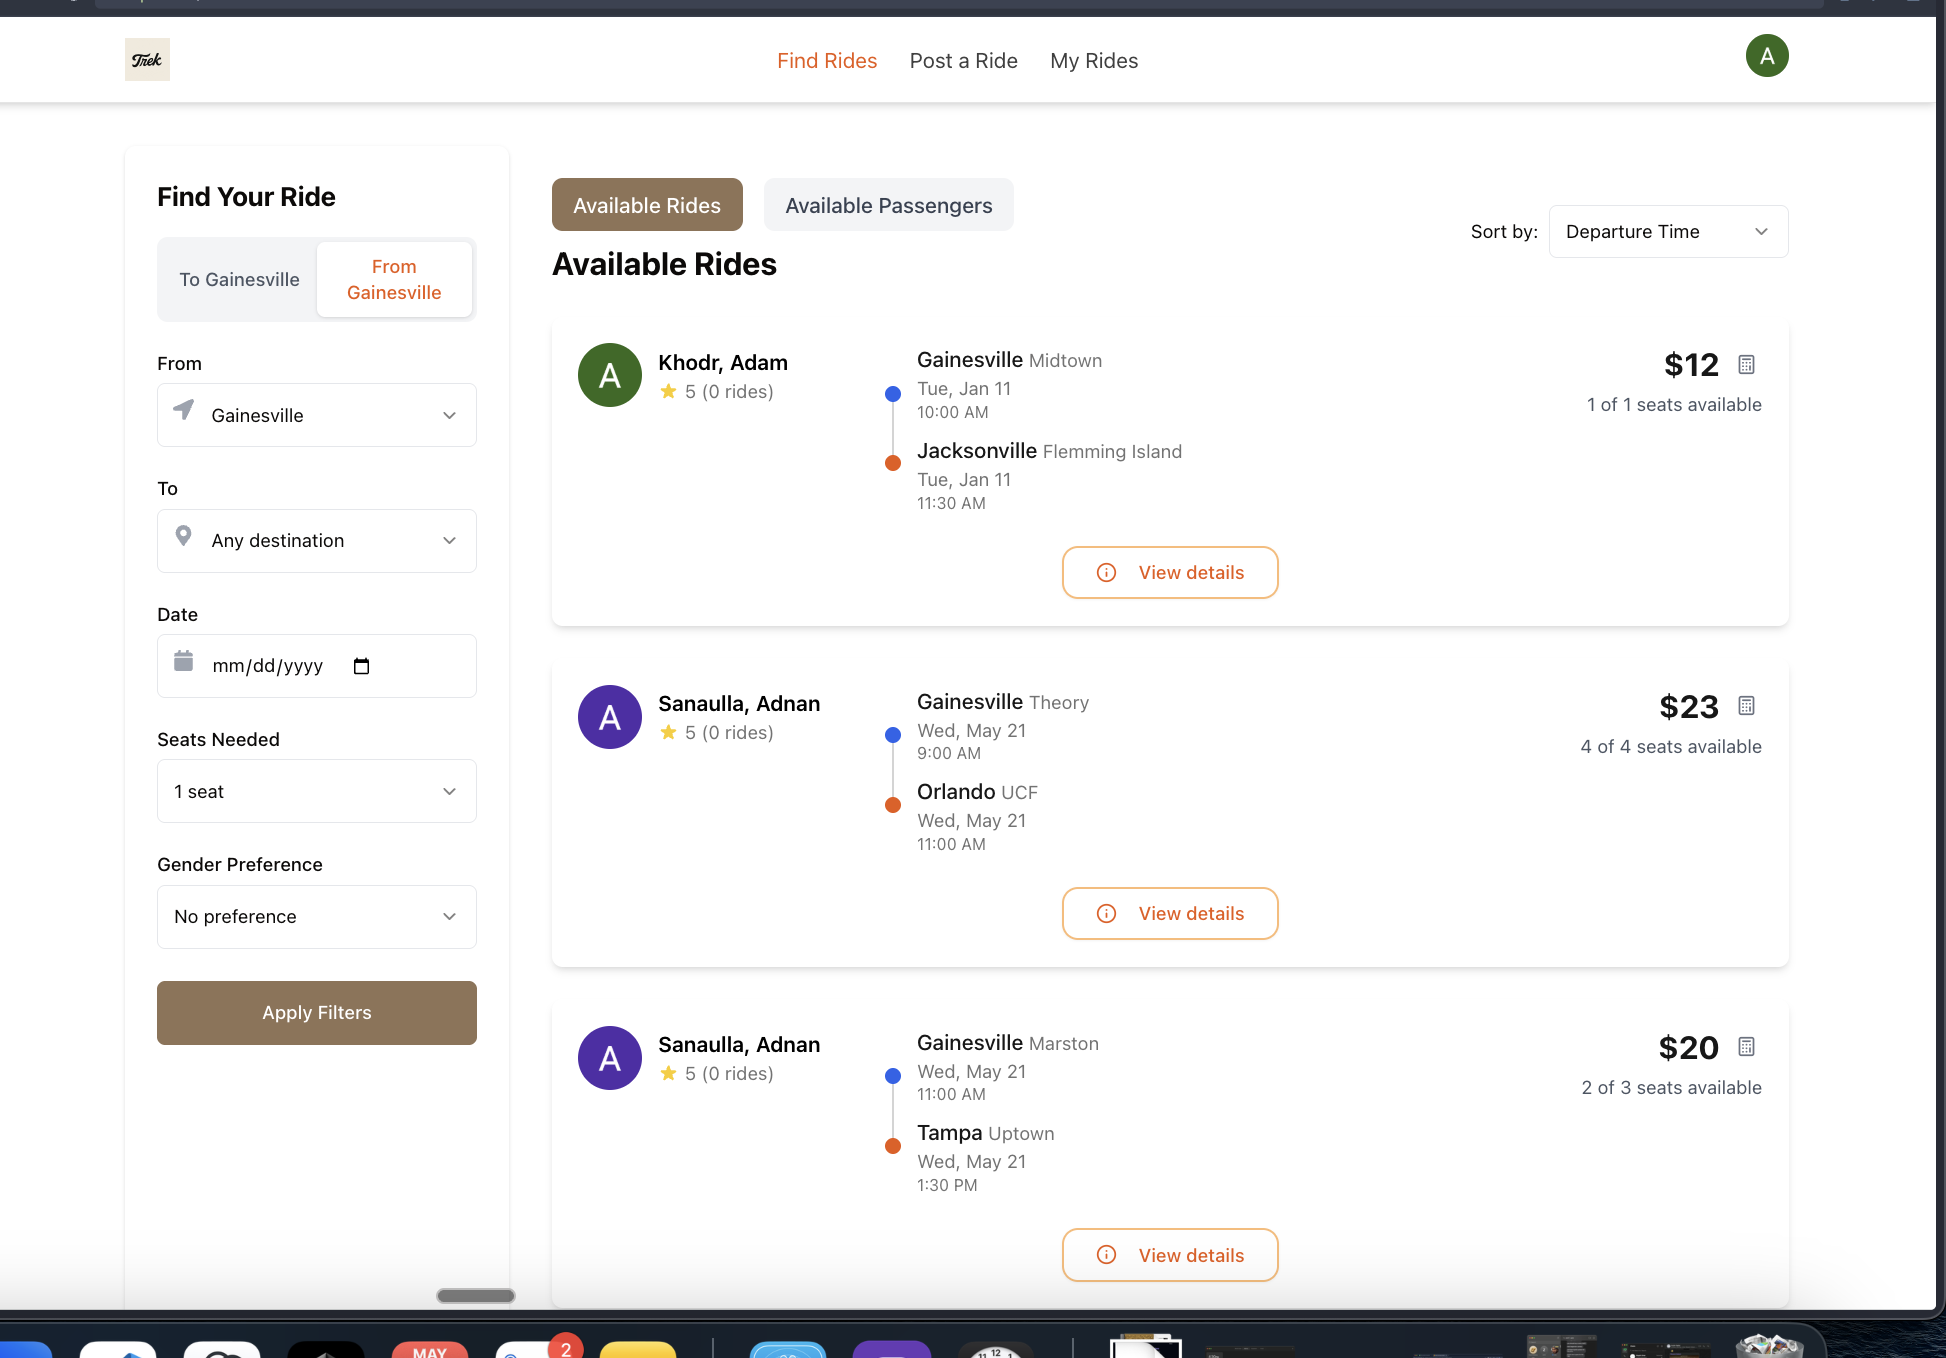 Trek
Find Rides
Post a Ride
My Rides
A
Find Your Ride
To Gainesville
From
Gainesville
From
Gainesville
To
Any destination
Date
mm/dd/yyyy
Seats Needed
1 seat
Gender Preference
No preference
Apply Filters
Available Rides
Available Passengers
Sort by:
Departure Time
Available Rides
A
Khodr, Adam
5 (0 rides)
Gainesville Midtown
Tue, Jan 11
10:00 AM
Jacksonville Flemming Island
Tue, Jan 11
11:30 AM
$12
1 of 1 seats available
View details
A
Sanaulla, Adnan
5 (0 rides)
Gainesville Theory
Wed, May 21
9:00 AM
Orlando UCF
Wed, May 21
11:00 AM
$23
4 of 4 seats available
View details
A
Sanaulla, Adnan
5 (0 rides)
Gainesville Marston
Wed, May 21
11:00 AM
Tampa Uptown
Wed, May 21
1:30 PM
$20
2 of 3 seats available
View details
MAY
2
11 12 1